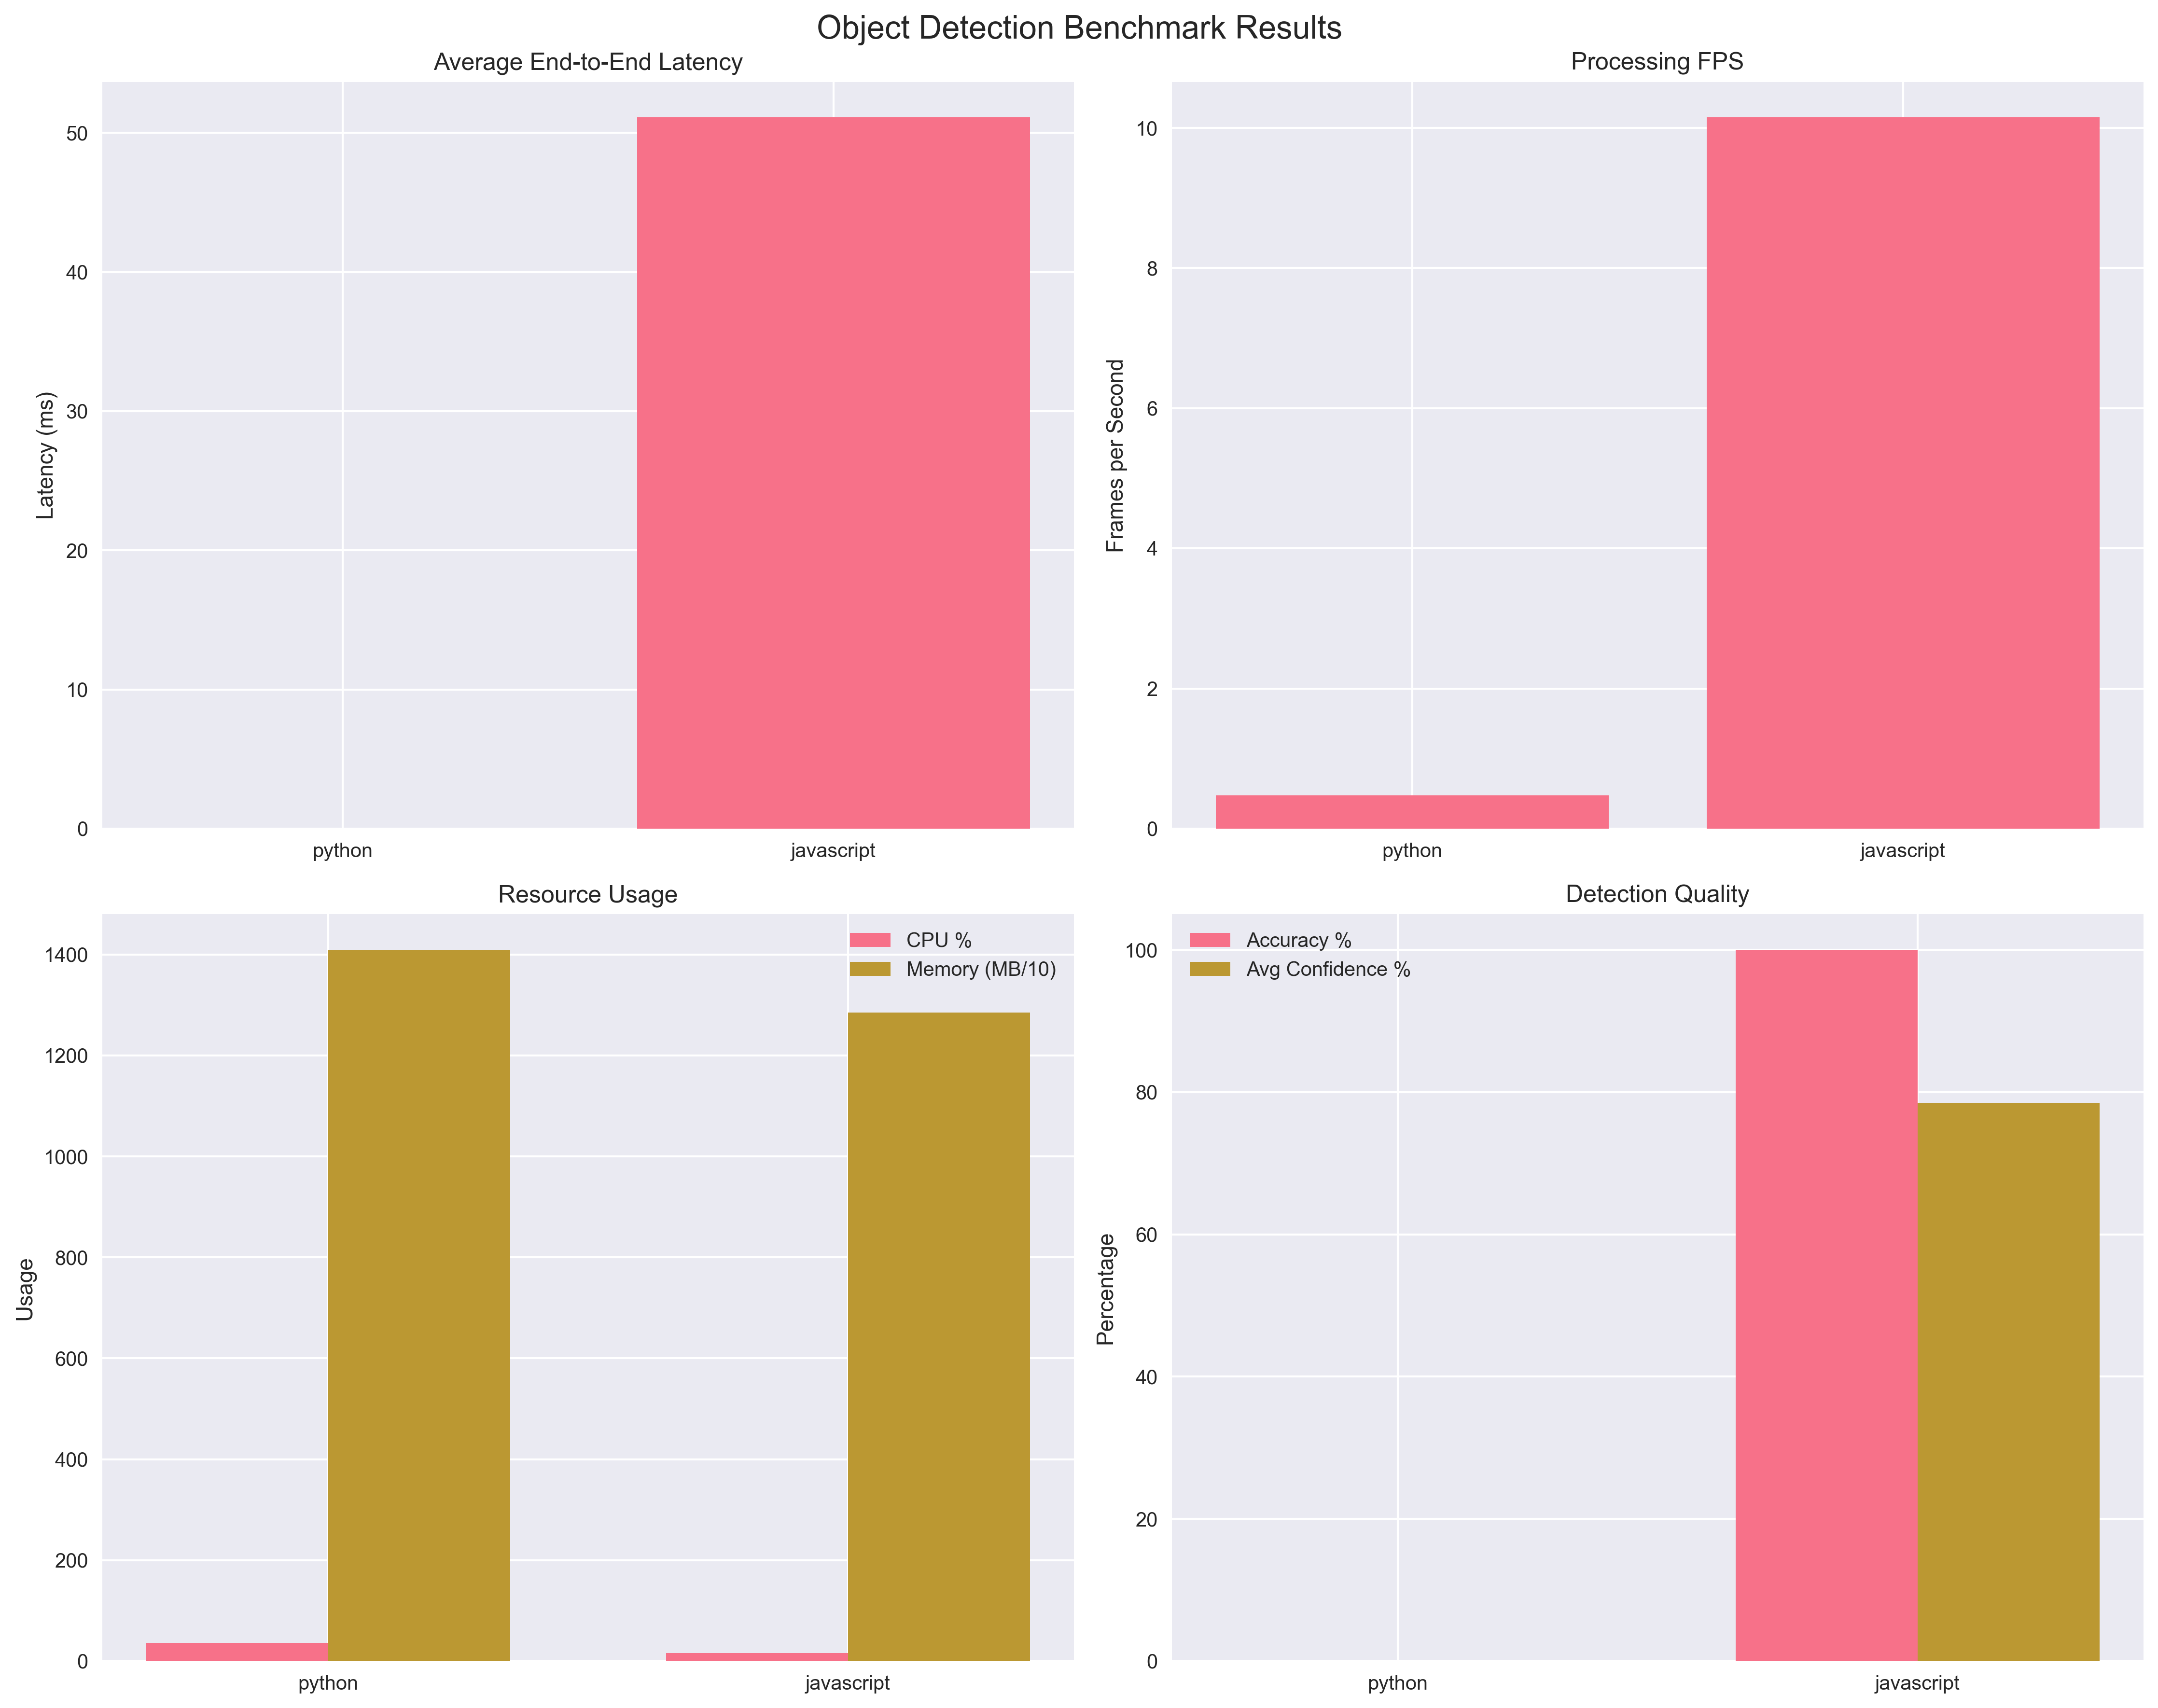 Object Detection Benchmark Results
Average End-to-End Latency
Latency (ms)
50
40
30
20
10
0
python
javascript
Processing FPS
Frames per Second
10
8
6
4
2
0
python
javascript
Resource Usage
Usage
CPU %
Memory (MB/10)
1400
1200
1000
800
600
400
200
0
python
javascript
Detection Quality
Percentage
Accuracy %
Avg Confidence %
100
80
60
40
20
0
python
javascript